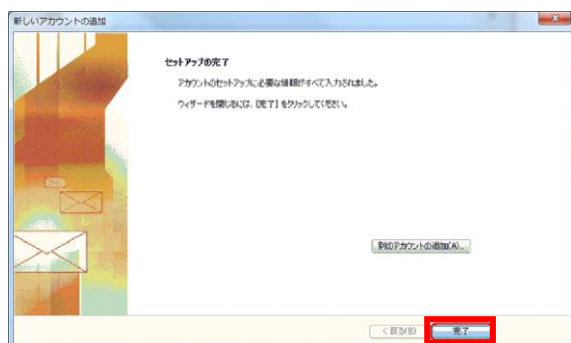 新しいアカウントの追加
セットアップの完了
アカウントのセットアップに必要な情報がすべて入力されました。
ウィザードを閉じるには、[完了] をクリックしてください。
別のアカウントの追加(A)...
< 戻る(B)
完了